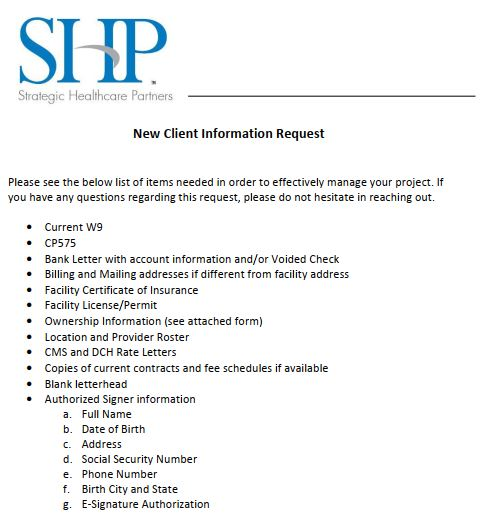 SHP
Strategic Healthcare Partners
New Client Information Request
Please see the below list of items needed in order to effectively manage your project. If
you have any questions regarding this request, please do not hesitate in reaching out.
• Current W9
• CP575
• Bank Letter with account information and/or Voided Check
• Billing and Mailing addresses if different from facility address
• Facility Certificate of Insurance
• Facility License/Permit
• Ownership Information (see attached form)
• Location and Provider Roster
• CMS and DCH Rate Letters
• Copies of current contracts and fee schedules if available
• Blank letterhead
• Authorized Signer information
a. Full Name
b. Date of Birth
c. Address
d. Social Security Number
e. Phone Number
f. Birth City and State
g. E-Signature Authorization